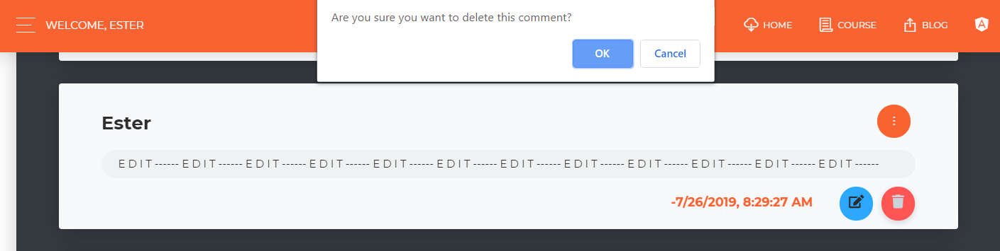 Are you sure you want to delete this comment?
OK Cancel
WELCOME, ESTER HOME COURSE BLOG A
Ester
E D I T ------ E D I T ------ E D I T ------ E D I T ------ E D I T ------ E D I T ------ E D I T ------ E D I T ------ E D I T ------ E D I T ------ E D I T ------ E D I T ------
-7/26/2019, 8:29:27 AM